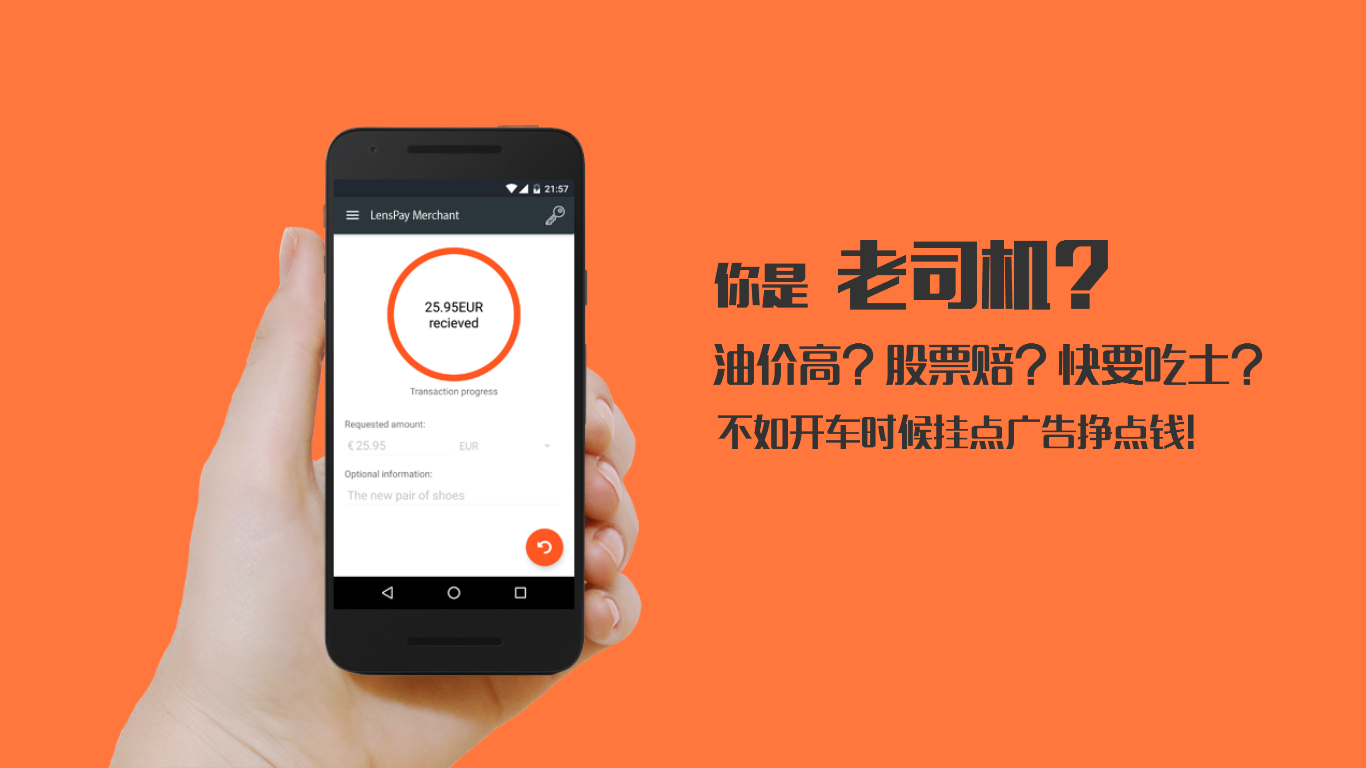 21:57
LensPay Merchant
25.95EUR
recieved
Transaction progress
Requested amount:
€ 25.95 EUR
Optional information:
The new pair of shoes
你是 老司机?
油价高?股票赔?快要吃土?
不如开车时候挂点广告挣点钱!